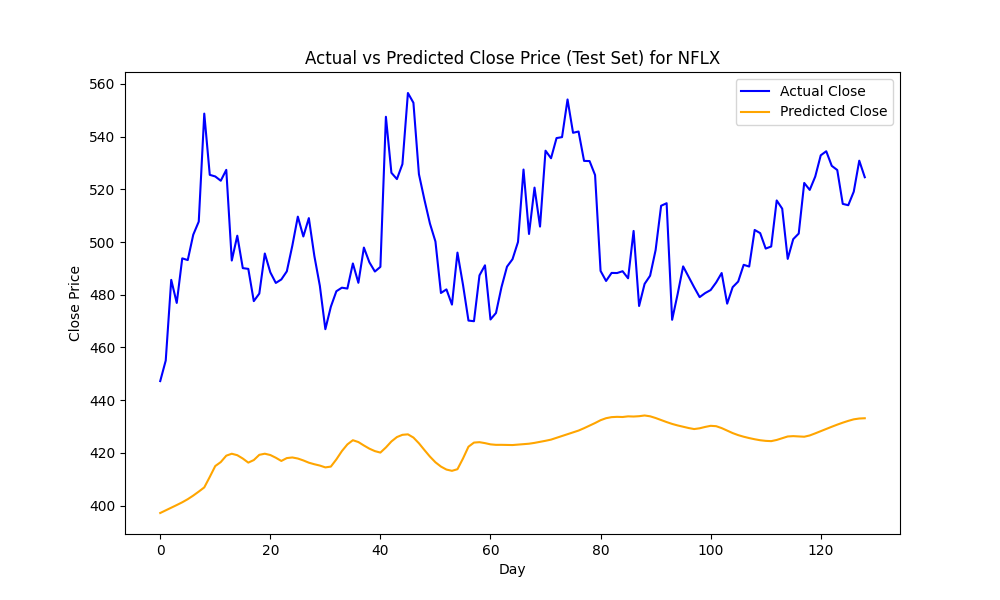 Actual vs Predicted Close Price (Test Set) for NFLX
Actual Close
Predicted Close
560
540
520
500
480
460
440
420
400
Close Price
0 20 40 60 80 100 120
Day